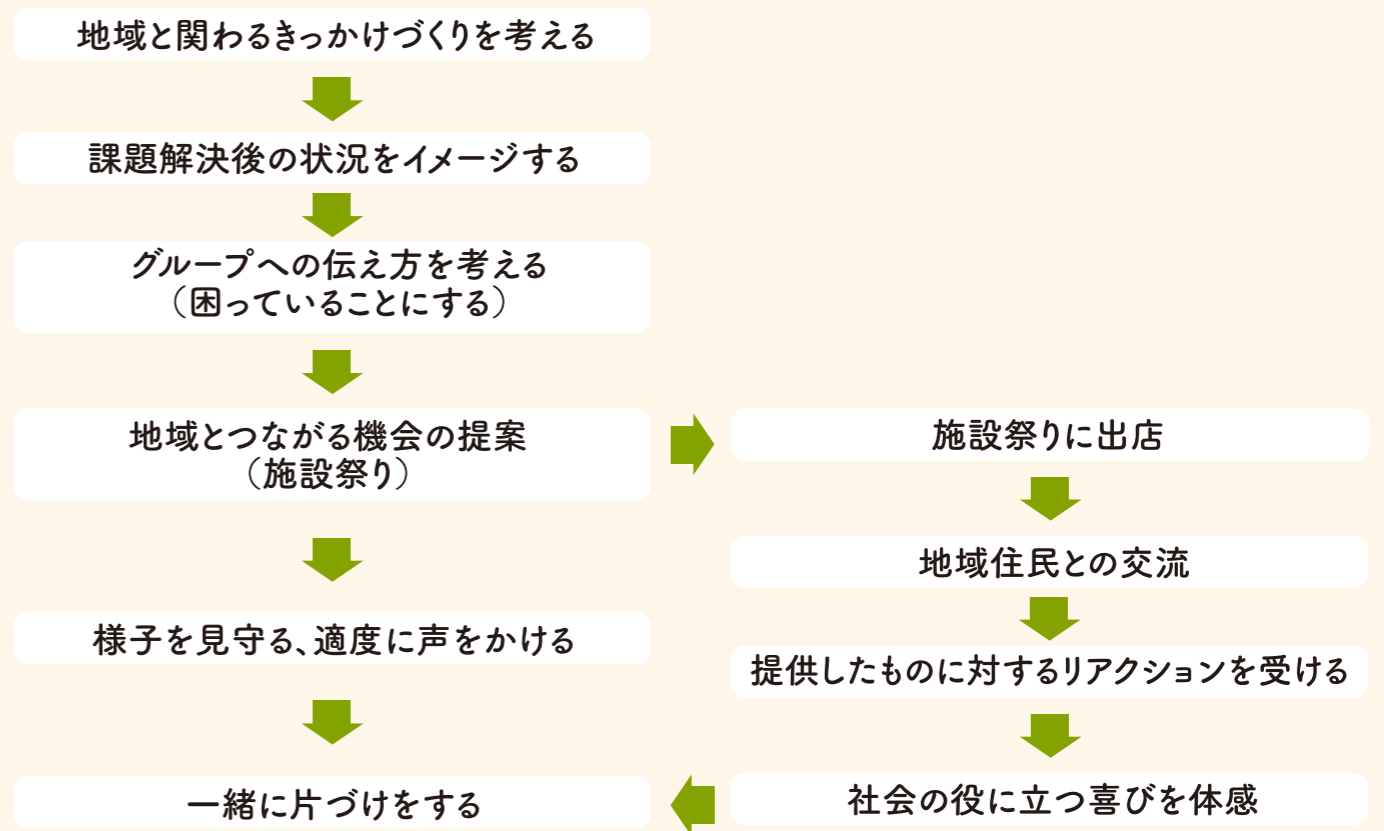 地域と関わるきっかけづくりを考える
課題解決後の状況をイメージする
グループへの伝え方を考える
（困っていることにする）
地域とつながる機会の提案
（施設祭り）
様子を見守る、適度に声をかける
一緒に片づけをする
施設祭りに出店
地域住民との交流
提供したものに対するリアクションを受ける
社会の役に立つ喜びを体感